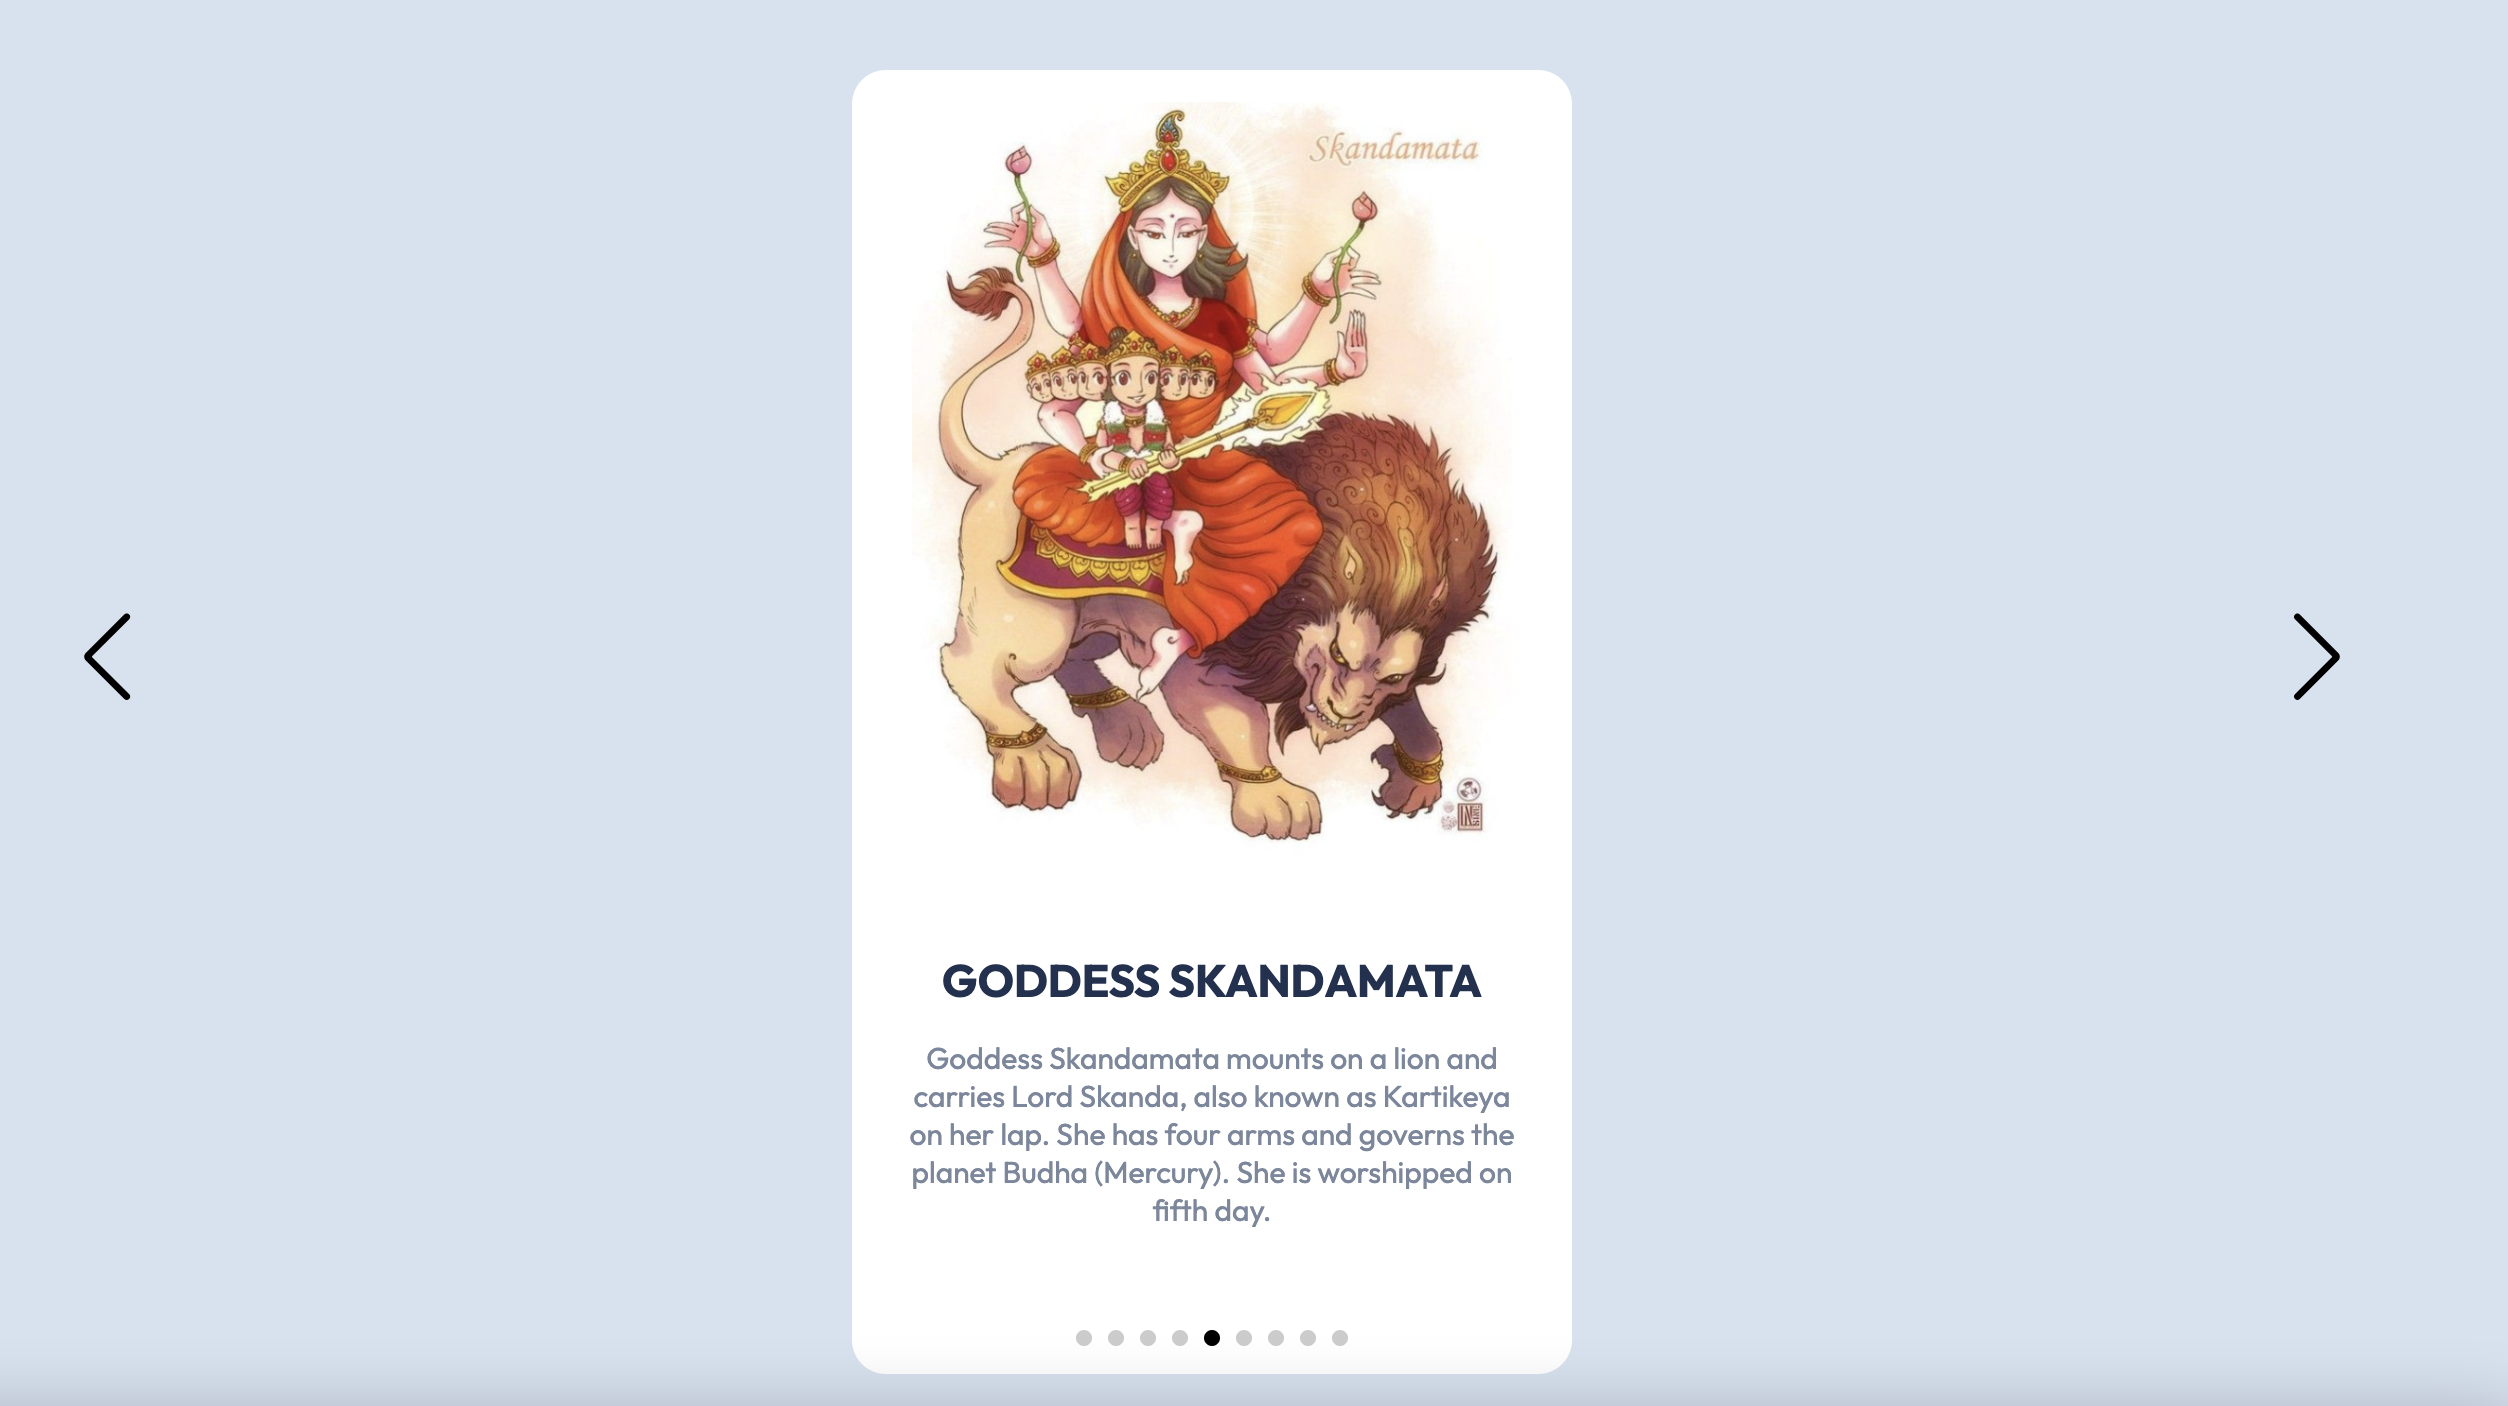 Skandamata
GODDESS SKANDAMATA
Goddess Skandamata mounts on a lion and
carries Lord Skanda, also known as Kartikeya
on her lap. She has four arms and governs the
planet Budha (Mercury). She is worshipped on
fifth day.